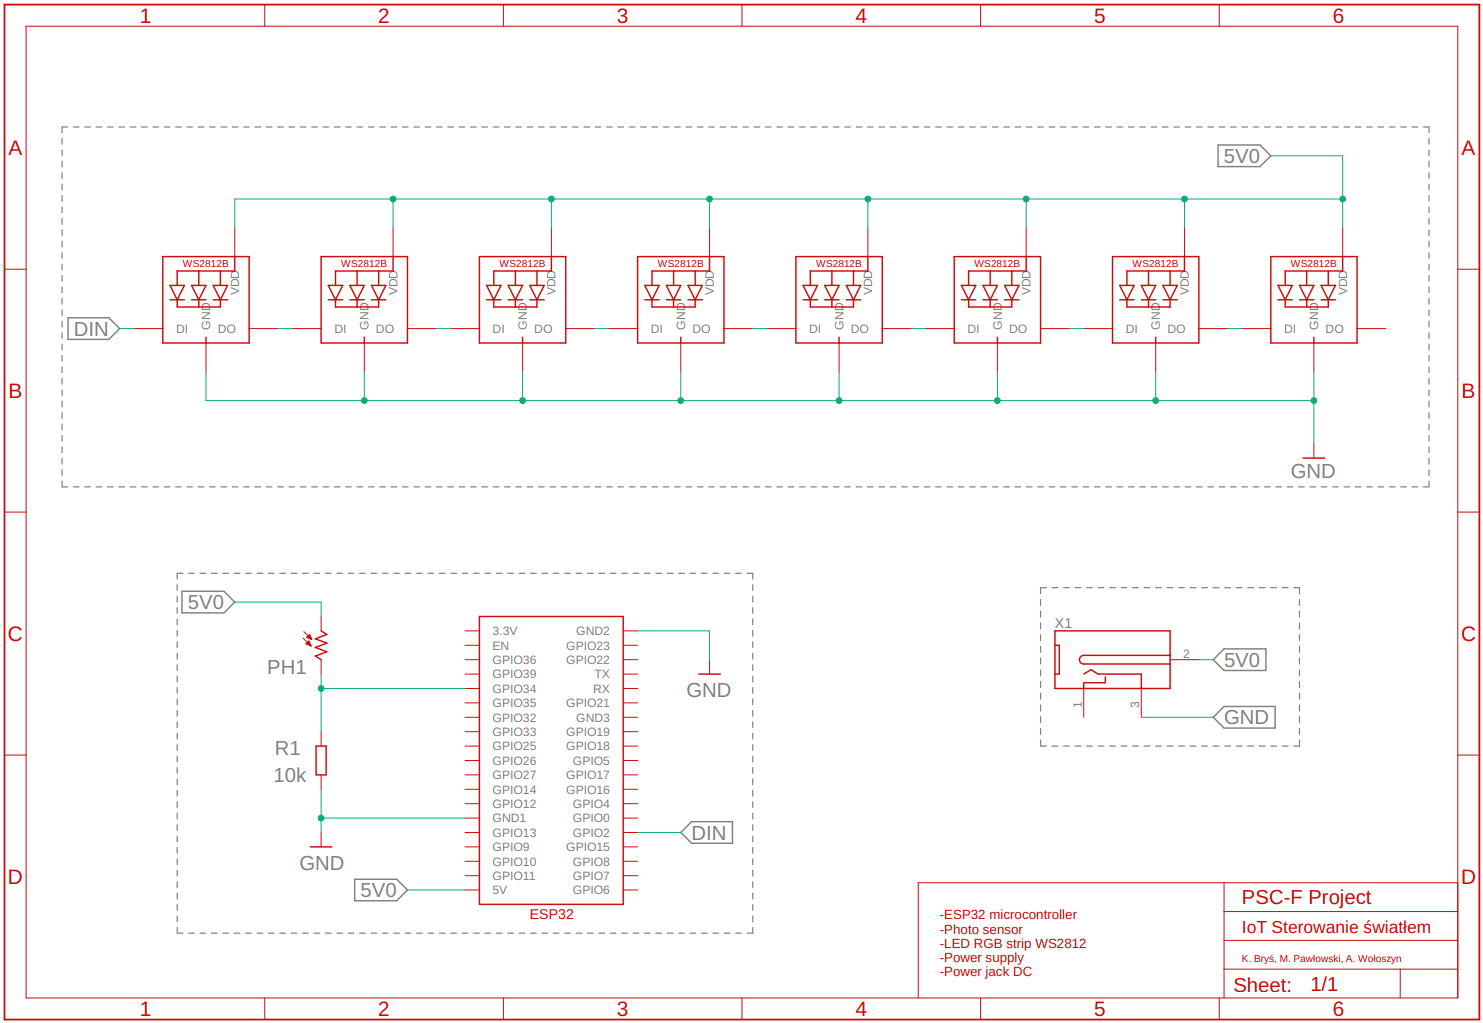 1 2 3 4 5 6
A A
5V0
WS2812B WS2812B WS2812B WS2812B WS2812B WS2812B WS2812B WS2812B
VDD VDD VDD VDD VDD VDD VDD VDD
GND GND GND GND GND GND GND GND
DIN DI DO DI DO DI DO DI DO DI DO DI DO DI DO DI DO
B B
GND
5V0
PH1
R1
10k
GND
5V0
3.3V GND2
EN GPIO23
GPIO36 GPIO22
GPIO39 TX
GPIO34 RX
GPIO35 GPIO21
GPIO32 GND3
GPIO33 GPIO19
GPIO25 GPIO18
GPIO26 GPIO5
GPIO27 GPIO17
GPIO14 GPIO16
GPIO12 GPIO4
GND1 GPIO0
GPIO13 GPIO2
GPIO9 GPIO15
GPIO10 GPIO8
GPIO11 GPIO7
5V GPIO6
ESP32
GND
DIN
X1
2 5V0
1 3 GND
C C
D D
-ESP32 microcontroller
-Photo sensor
-LED RGB strip WS2812
-Power supply
-Power jack DC
PSC-F Project
IoT Sterowanie światłem
K. Bryś, M. Pawłowski, A. Wołoszyn
Sheet: 1/1
1 2 3 4 5 6